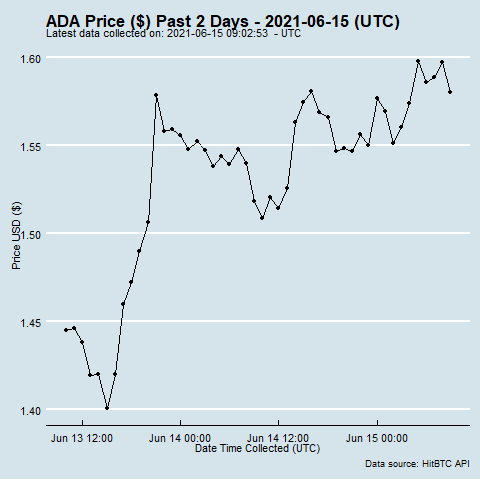 ADA Price ($) Past 2 Days - 2021-06-15 (UTC)
Latest data collected on: 2021-06-15 09:02:53 - UTC
1.60
1.55
1.50
1.45
1.40
Price USD ($)
Jun 13 12:00
Jun 14 00:00
Jun 14 12:00
Jun 15 00:00
Date Time Collected (UTC)
Data source: HitBTC API